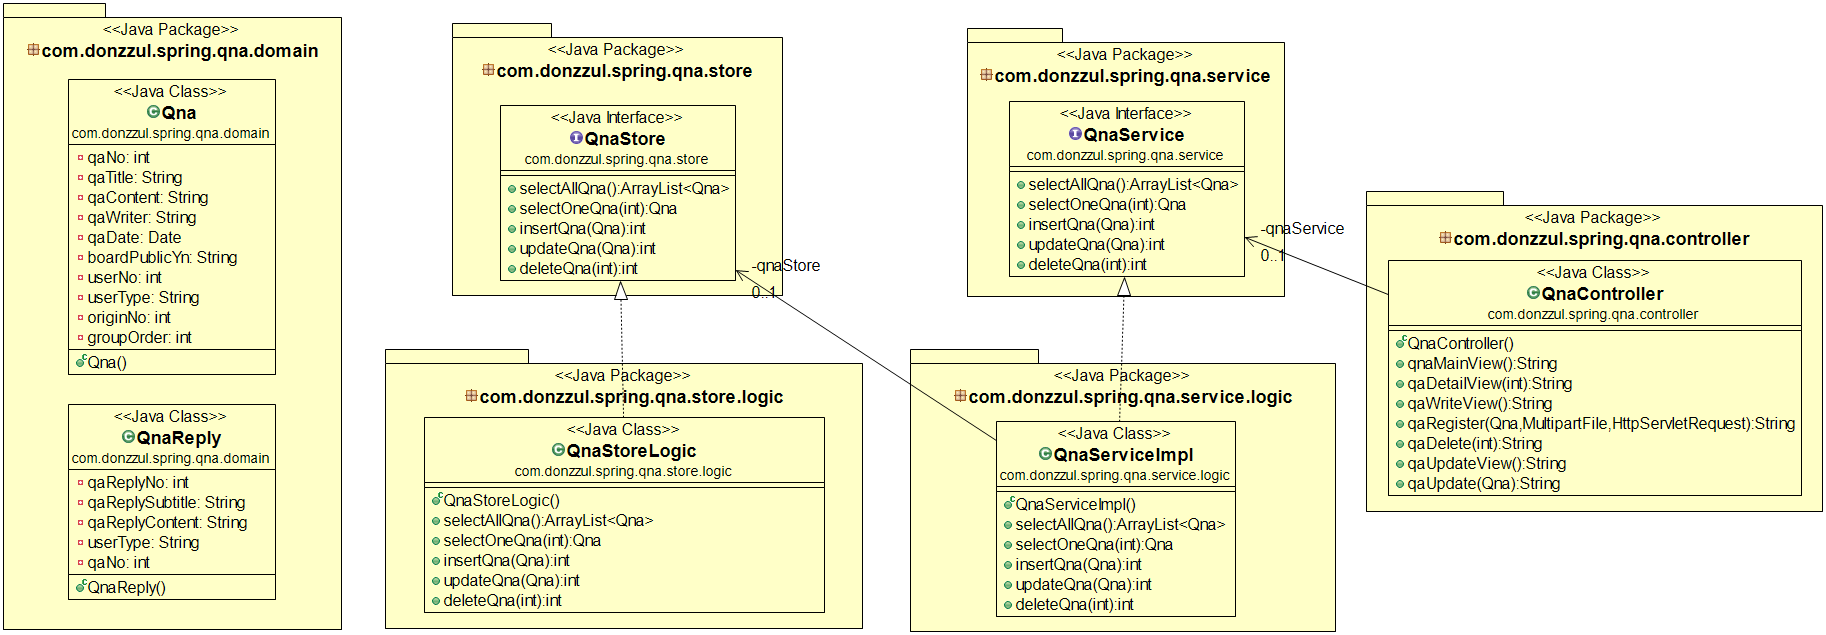 <<Java Package>>
com.donzzul.spring.qna.domain
<<Java Class>>
Qna
com.donzzul.spring.qna.domain
qaNo: int
qaTitle: String
qaContent: String
qaWriter: String
qaDate: Date
boardPublicYn: String
userNo: int
userType: String
originNo: int
groupOrder: int
Qna()
<<Java Class>>
QnaReply
com.donzzul.spring.qna.domain
qaReplyNo: int
qaReplySubtitle: String
qaReplyContent: String
userType: String
qaNo: int
QnaReply()
<<Java Package>>
com.donzzul.spring.qna.store
<<Java Interface>>
QnaStore
com.donzzul.spring.qna.store
selectAllQna():ArrayList<Qna>
selectOneQna(int):Qna
insertQna(Qna):int
updateQna(Qna):int
deleteQna(int):int
-qnaStore
0..1
<<Java Package>>
com.donzzul.spring.qna.store.logic
<<Java Class>>
QnaStoreLogic
com.donzzul.spring.qna.store.logic
QnaStoreLogic()
selectAllQna():ArrayList<Qna>
selectOneQna(int):Qna
insertQna(Qna):int
updateQna(Qna):int
deleteQna(int):int
<<Java Package>>
com.donzzul.spring.qna.service
<<Java Interface>>
QnaService
com.donzzul.spring.qna.service
selectAllQna():ArrayList<Qna>
selectOneQna(int):Qna
insertQna(Qna):int
updateQna(Qna):int
deleteQna(int):int
-qnaService
0..1
<<Java Package>>
com.donzzul.spring.qna.service.logic
<<Java Class>>
QnaServiceImpl
com.donzzul.spring.qna.service.logic
QnaServiceImpl()
selectAllQna():ArrayList<Qna>
selectOneQna(int):Qna
insertQna(Qna):int
updateQna(Qna):int
deleteQna(int):int
<<Java Package>>
com.donzzul.spring.qna.controller
<<Java Class>>
QnaController
com.donzzul.spring.qna.controller
QnaController()
qnaMainView():String
qaDetailView(int):String
qaWriteView():String
qaRegister(Qna,MultipartFile,HttpServletRequest):String
qaDelete(int):String
qaUpdateView():String
qaUpdate(Qna):String